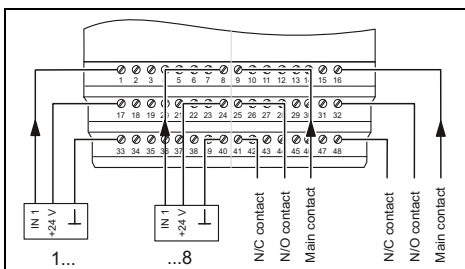 1 2 3 4 5 6 7 8 9 10 11 12 13 14 15 16
17 18 19 20 21 22 23 24 25 26 27 28 29 30 31 32
33 34 35 36 37 38 39 40 41 42 43 44 45 46 47 48
IN 1
+24 V
IN 1
+24 V
N/C contact
N/O contact
Main contact
N/C contact
N/O contact
Main contact
1...
...8